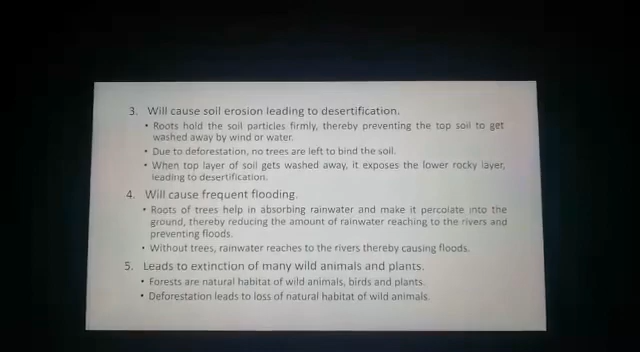 3. Will cause soil erosion leading to desertification.
• Roots hold the soil particles firmly, thereby preventing the top soil to get
washed away by wind or water.
• Due to deforestation, no trees are left to bind the soil.
• When top layer of soil gets washed away, it exposes the lower rocky layer,
leading to desertification.
4. Will cause frequent flooding.
• Roots of trees help in absorbing rainwater and make it percolate into the
ground, thereby reducing the amount of rainwater reaching to the rivers and
preventing floods.
• Without trees, rainwater reaches to the rivers thereby causing floods.
5. Leads to extinction of many wild animals and plants.
• Forests are natural habitat of wild animals, birds and plants.
• Deforestation leads to loss of natural habitat of wild animals.